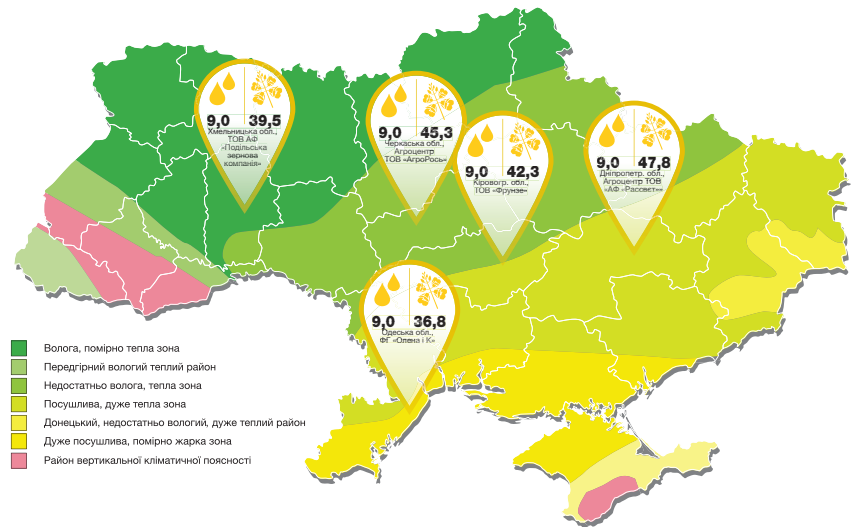 9,0 39,5
Хмельницька обл.,
ТОВ АФ
«Подільська
зернова
компанія»
9,0 45,3
Черкаська обл.,
Агроцентр
ТОВ «АгроРось»
9,0 42,3
Кіровогр. обл.,
ТОВ «Фрунзе»
9,0 47,8
Дніпропетр. обл.,
Агроцентр ТОВ
«АФ «Рассвєт»»
9,0 36,8
Одеська обл.,
ФГ «Олена і К»
Волога, помірно тепла зона
Передгірний вологий теплий район
Недостатньо волога, тепла зона
Посушлива, дуже тепла зона
Донецький, недостатньо вологий, дуже теплий район
Дуже посушлива, помірно жарка зона
Район вертикальної кліматичної поясності